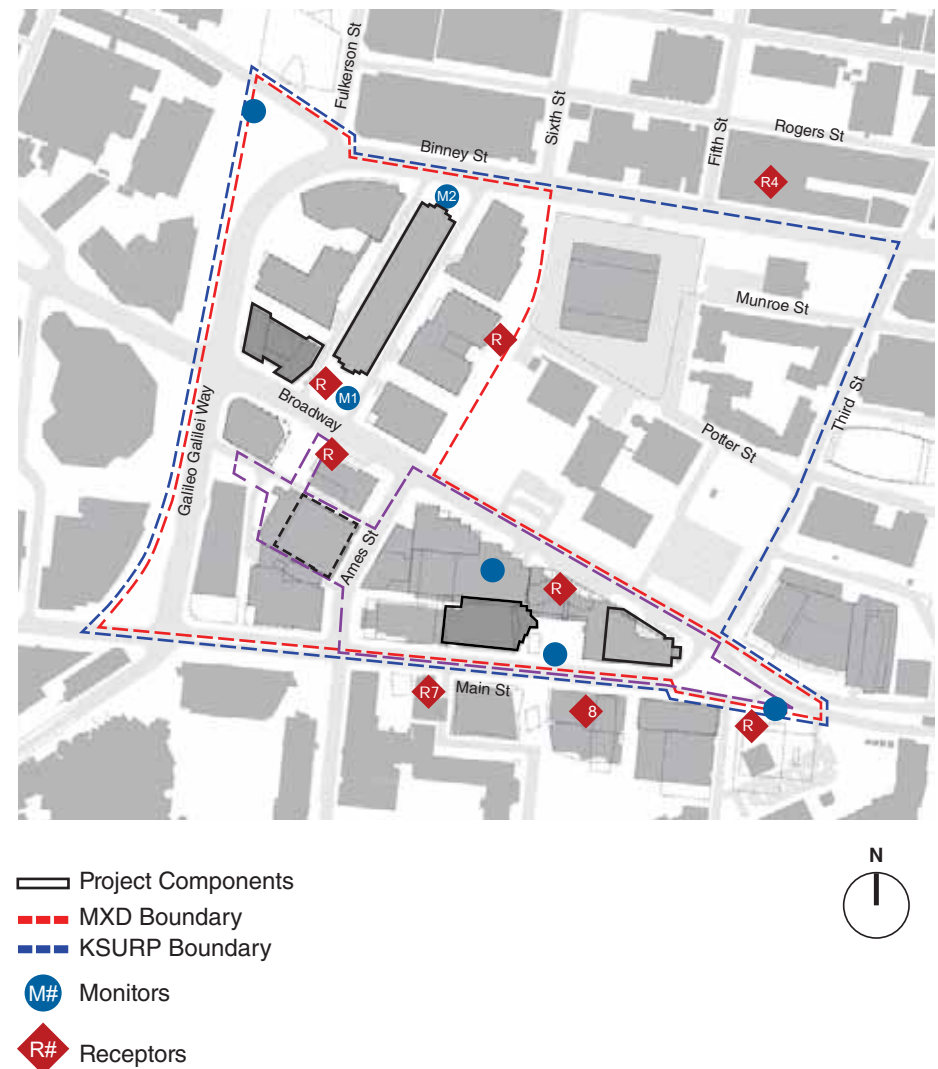 Fulkerson St
Sixth St
Fifth St
Rogers St
Binney St
R4
M2
Munroe St
R
Third St
R
M1
Broadway
Galileo Galilei Way
R
Potter St
Ames St
R
R7
Main St
8
R
N
Project Components
MXD Boundary
KSURP Boundary
M# Monitors
R# Receptors